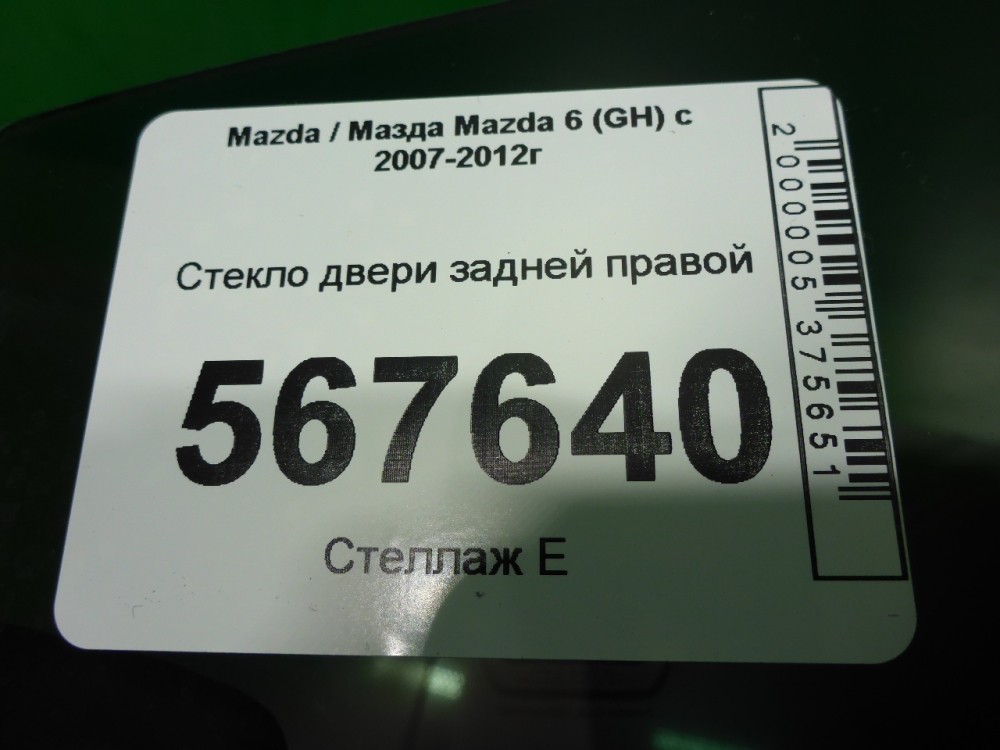 Mazda / Мазда Mazda 6 (GH) с
2007-2012г
Стекло двери задней правой
567640
Стеллаж Е
2000005375651